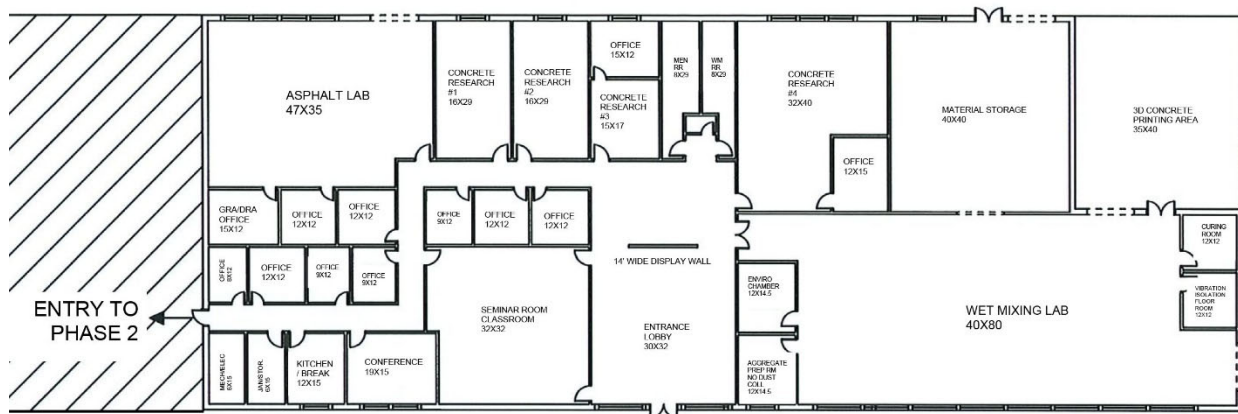 ASPHALT LAB
47X35
CONCRETE
RESEARCH
#1
16X29
CONCRETE
RESEARCH
#2
16X29
OFFICE
15X12
CONCRETE
RESEARCH
#3
15X17
MEN
RR
8X29
WM
RR
8X29
CONCRETE
RESEARCH
#4
32X40
OFFICE
12X15
MATERIAL STORAGE
40X40
3D CONCRETE
PRINTING AREA
35X40
GRA/DRA
OFFICE
15X12
OFFICE
12X12
OFFICE
12X12
OFFICE
9X12
OFFICE
12X12
OFFICE
12X12
OFFICE
8X12
OFFICE
12X12
OFFICE
9X12
OFFICE
9X12
14' WIDE DISPLAY WALL
ENTRY TO
PHASE 2
SEMINAR ROOM
CLASSROOM
32X32
ENTRANCE
LOBBY
30X32
ENVIRO
CHAMBER
12X14.5
WET MIXING LAB
40X80
CURING
ROOM
12X12
VIBRATION
ISOLATION
FLOOR
ROOM
12X12
MECH/ELEC
6X15
JAN/STOR.
6X15
KITCHEN
/ BREAK
12X15
CONFERENCE
19X15
AGGREGATE
PREP RM
NO DUST
COLL
12X14.5